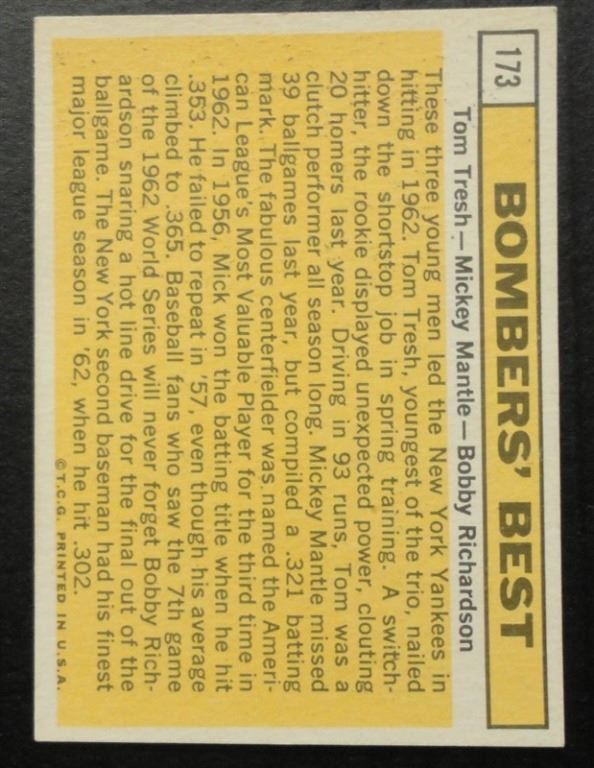 173
BOMBERS' BEST
Tom Tresh—Mickey Mantle—Bobby Richardson
These three young men led the New York Yankees in
hitting in 1962. Tom Tresh, youngest of the trio, nailed
down the shortstop job in spring training. A switch-
hitter, the rookie displayed unexpected power, clouting
20 homers last year. Driving in 93 runs, Tom was a
clutch performer all season long. Mickey Mantle missed
39 ballgames last year, but compiled a .321 batting
mark. The fabulous centerfielder was named the Ameri-
can League's Most Valuable Player for the third time in
1962. In 1956, Mick won the batting title when he hit
.353. He failed to repeat in '57, even though his average
climbed to .365. Baseball fans who saw the 7th game
of the 1962 World Series will never forget Bobby Rich-
ardson snaring a hot line drive for the final out of the
ballgame. The New York second baseman had his finest
major league season in '62, when he hit .302.
© T.C.G. PRINTED IN U.S.A.